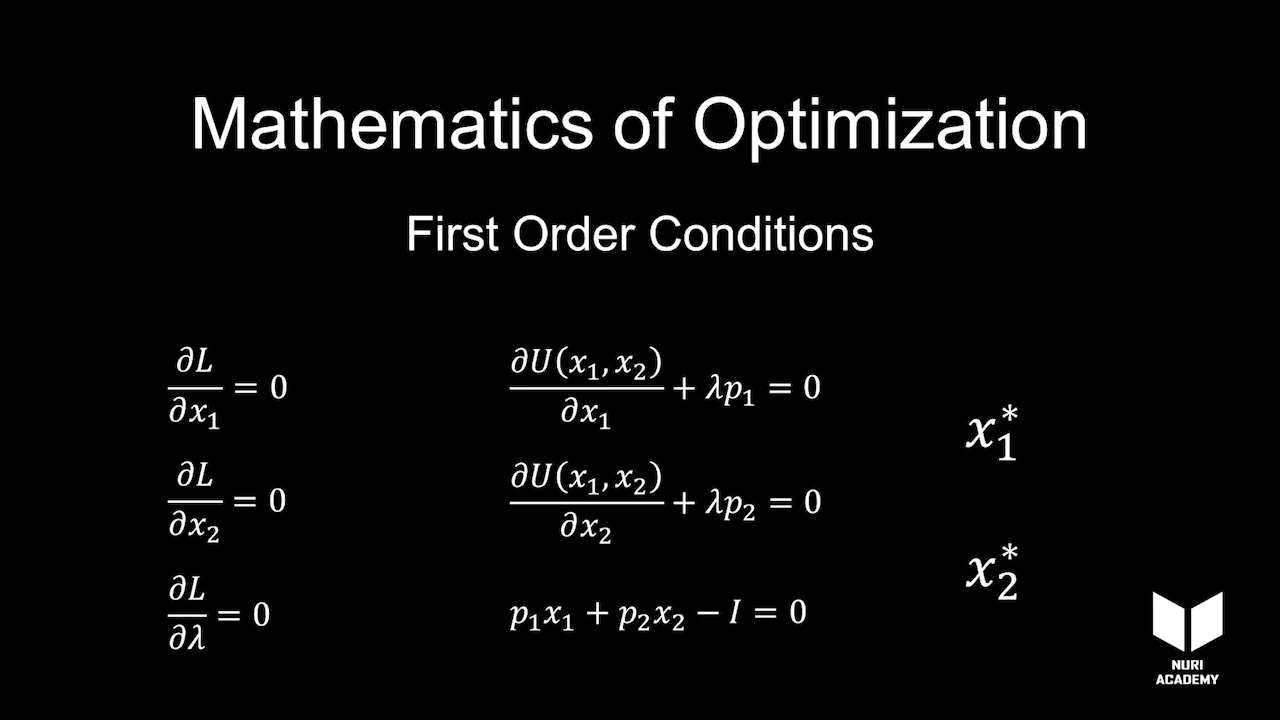 Mathematics of Optimization
First Order Conditions
∂L/∂x₁ = 0
∂U(x₁, x₂)/∂x₁ + λp₁ = 0
x₁*
∂L/∂x₂ = 0
∂U(x₁, x₂)/∂x₂ + λp₂ = 0
x₂*
∂L/∂λ = 0
p₁x₁ + p₂x₂ − I = 0
NURI
ACADEMY